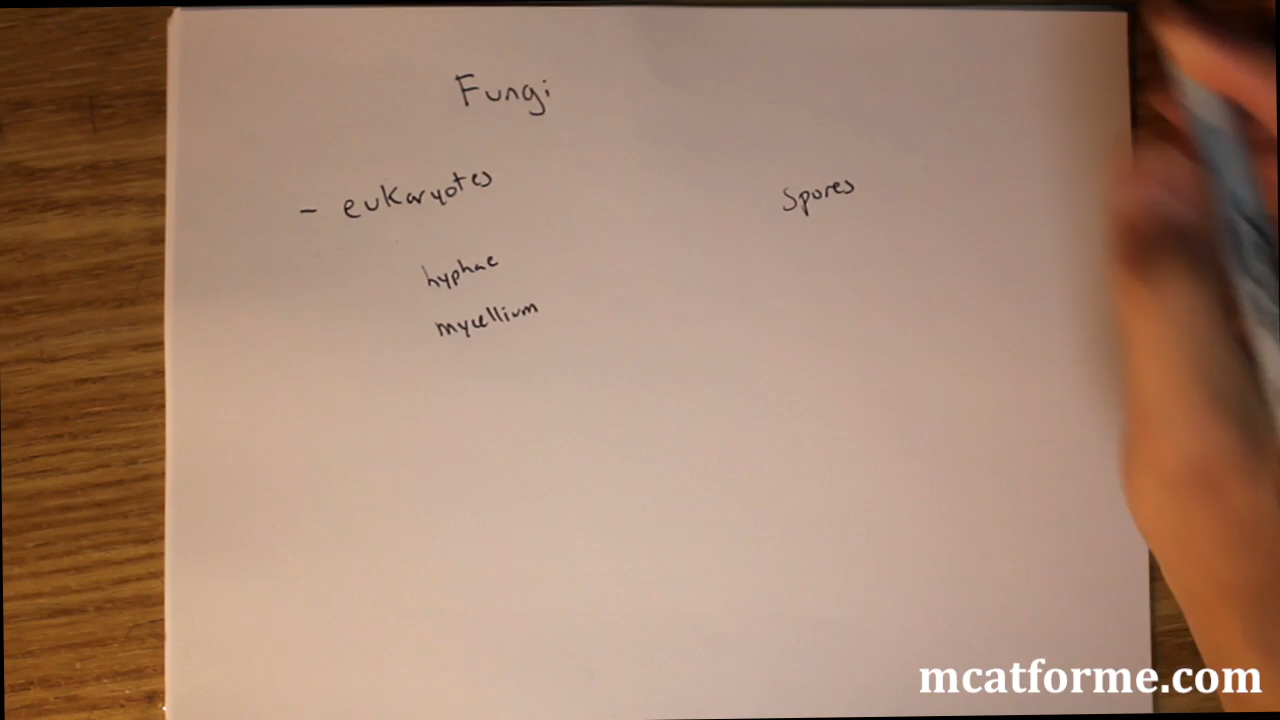 Fungi
- eukaryotes
Spores
hyphae
mycellium
mcatforme.com